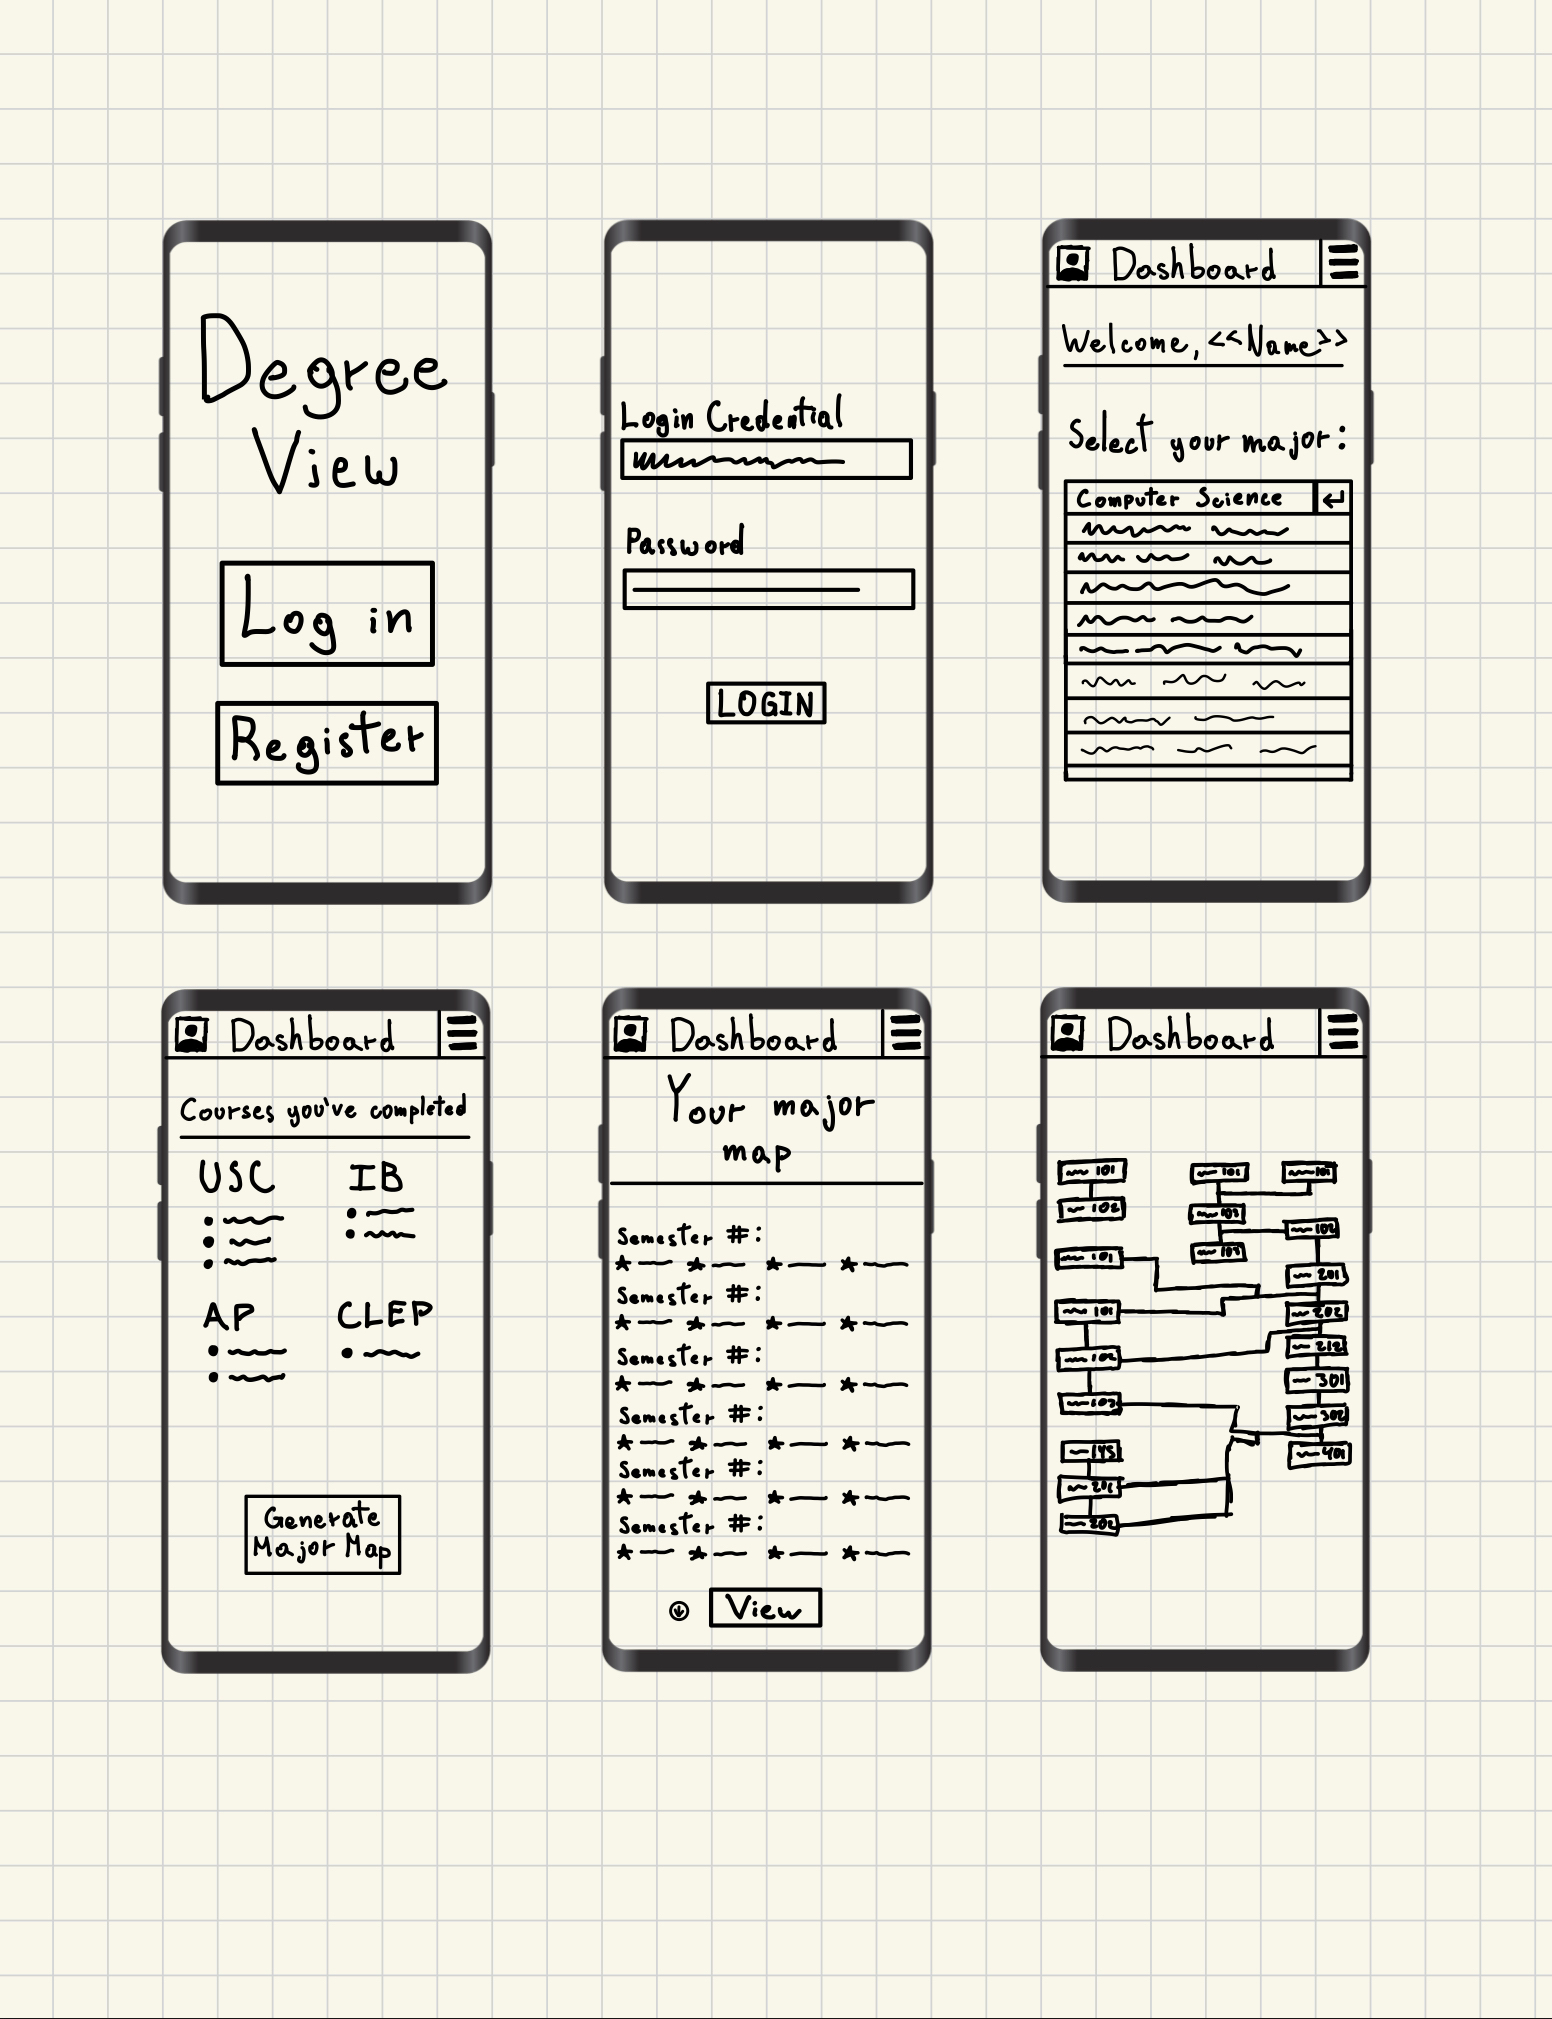 Degree
View
Log in
Register
Login Credential
Password
LOGIN
Dashboard
Welcome, <<Name>>
Select your major:
Computer Science
Dashboard
Courses you've completed
USC IB
AP CLEP
Generate
Major Map
Dashboard
Your major
map
Semester #:
Semester #:
Semester #:
Semester #:
Semester #:
Semester #:
View
Dashboard
101 101 101
102 103 102
101 201
101 202
102 212
103 301
302
401
202